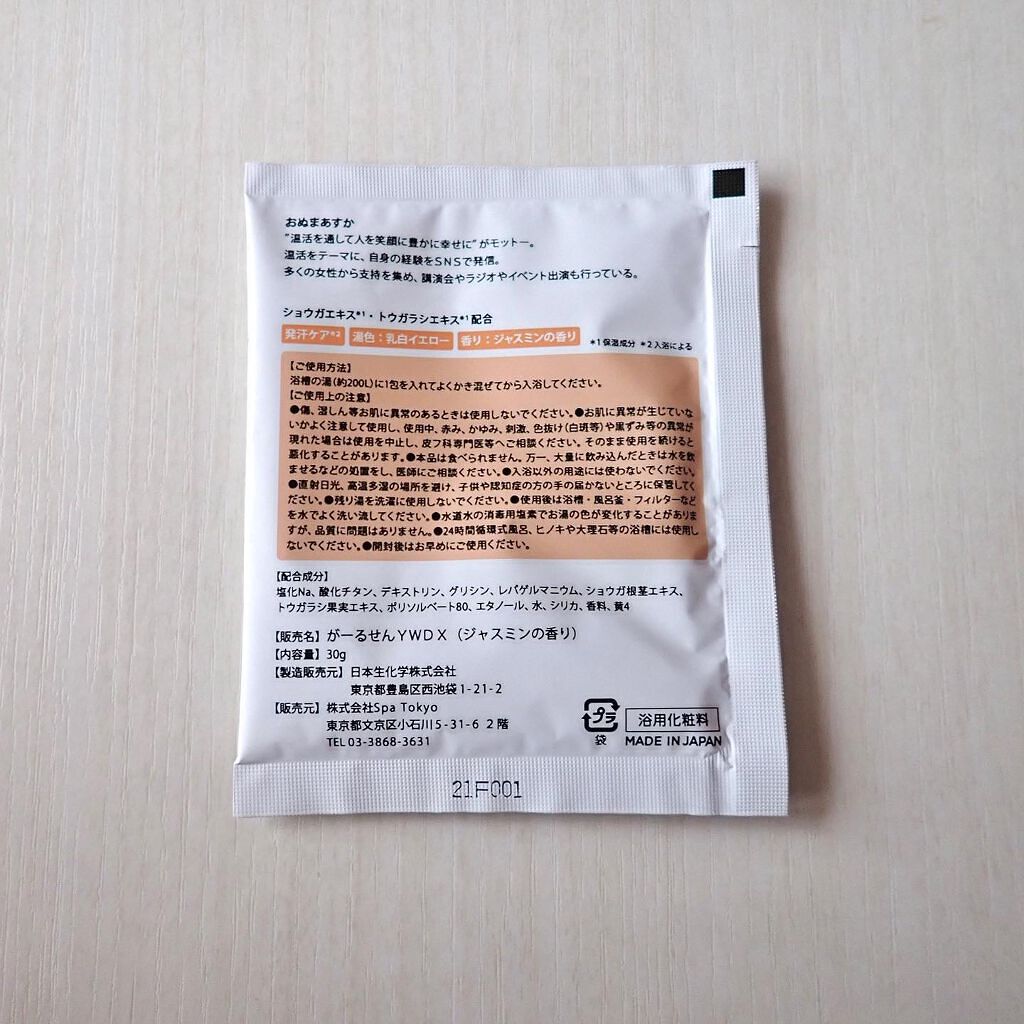 おぬまあすか
“温活を通して人を笑顔に豊かに幸せに”がモットー。
温活をテーマに、自身の経験をSNSで発信。
多くの女性から支持を集め、講演会やラジオやイベント出演も行っている。
ショウガエキス*1・トウガラシエキス*1配合
発汗ケア*2 湯色:乳白イエロー 香り:ジャスミンの香り *1保温成分 *2入浴による
【ご使用方法】
浴槽の湯(約200L)に1包を入れてよくかき混ぜてから入浴してください。
【ご使用上の注意】
●傷、湿しん等お肌に異常のあるときは使用しないでください。●お肌に異常が生じていな
いかよく注意して使用し、使用中、赤み、かゆみ、刺激、色抜け(白斑等)や黒ずみ等の異常が
現れた場合は使用を中止し、皮フ科専門医等へご相談ください。そのまま使用を続けると
悪化することがあります。●本品は食べられません。万一、大量に飲み込んだときは水を飲
ませるなどの処置をし、医師にご相談ください。●入浴以外の用途には使わないでください。
●直射日光、高温多湿の場所を避け、子供や認知症の方の手の届かないところに保管してく
ださい。●残り湯を洗濯に使用しないでください。●使用後は浴槽・風呂釜・フィルターなど
を水でよく洗い流してください。●水道水の消毒用塩素でお湯の色が変化することがありま
すが、品質に問題はありません。●24時間循環式風呂、ヒノキや大理石等の浴槽には使用し
ないでください。●開封後はお早めにご使用ください。
【配合成分】
塩化Na、酸化チタン、デキストリン、グリシン、レパゲルマニウム、ショウガ根茎エキス、
トウガラシ果実エキス、ポリソルベート80、エタノール、水、シリカ、香料、黄4
【販売名】がーるせんYWDX(ジャスミンの香り)
【内容量】30g
【製造販売元】日本生化学株式会社
東京都豊島区西池袋1-21-2
【販売元】株式会社Spa Tokyo
東京都文京区小石川5-31-6 2階
TEL 03-3868-3631
プラ
袋
浴用化粧料
MADE IN JAPAN
21F001